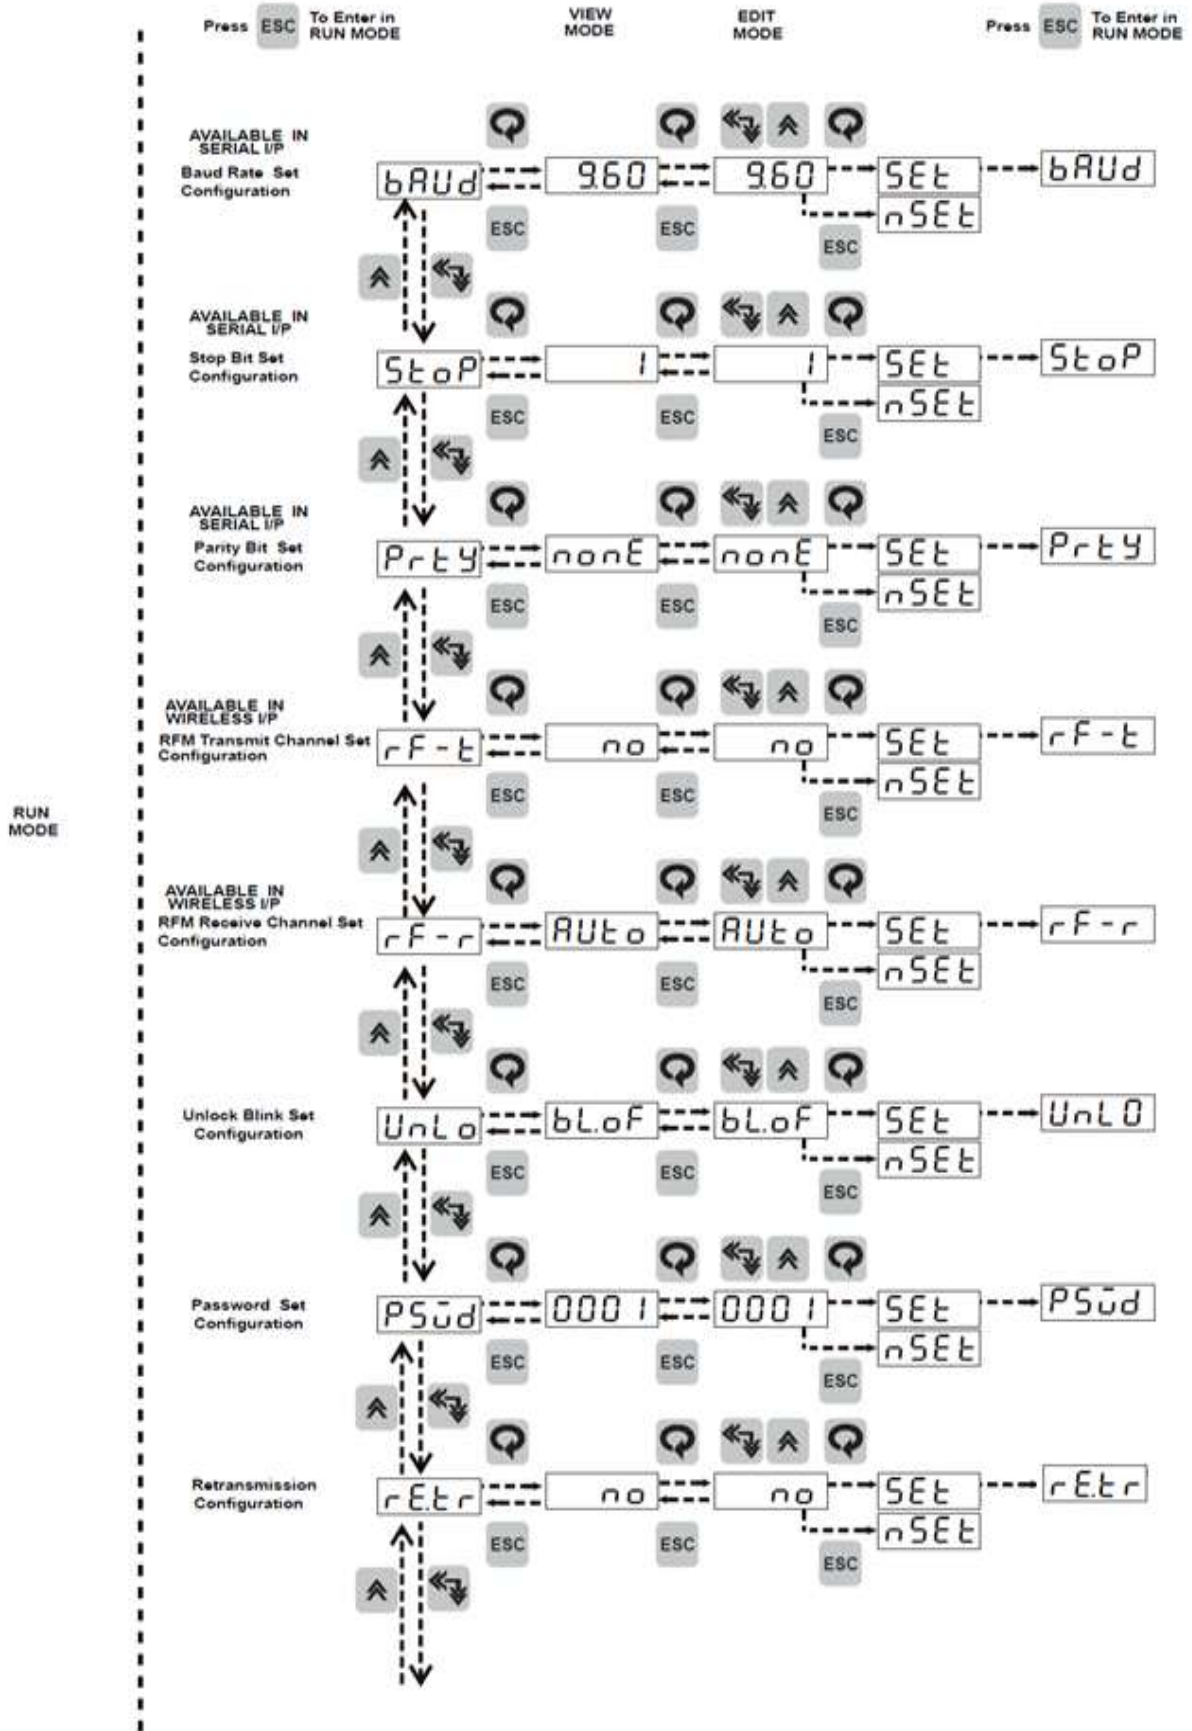 Press ESC To Enter in
RUN MODE
VIEW
MODE
EDIT
MODE
Press ESC To Enter in
RUN MODE
RUN
MODE
AVAILABLE IN
SERIAL I/P
Baud Rate Set
Configuration
bAUd 9.60 9.60 SEt bAUd
nSEt
ESC ESC ESC
AVAILABLE IN
SERIAL I/P
Stop Bit Set
Configuration
StoP 1 1 SEt StoP
nSEt
ESC ESC ESC
AVAILABLE IN
SERIAL I/P
Parity Bit Set
Configuration
PrtY nonE nonE SEt PrtY
nSEt
ESC ESC ESC
AVAILABLE IN
WIRELESS I/P
RFM Transmit Channel Set
Configuration
rF-t no no SEt rF-t
nSEt
ESC ESC ESC
AVAILABLE IN
WIRELESS I/P
RFM Receive Channel Set
Configuration
rF-r AUto AUto SEt rF-r
nSEt
ESC ESC ESC
Unlock Blink Set
Configuration
UnLo bL.oF bL.oF SEt UnL0
nSEt
ESC ESC ESC
Password Set
Configuration
PSūd 0001 0001 SEt PSūd
nSEt
ESC ESC ESC
Retransmission
Configuration
rE.tr no no SEt rE.tr
nSEt
ESC ESC ESC